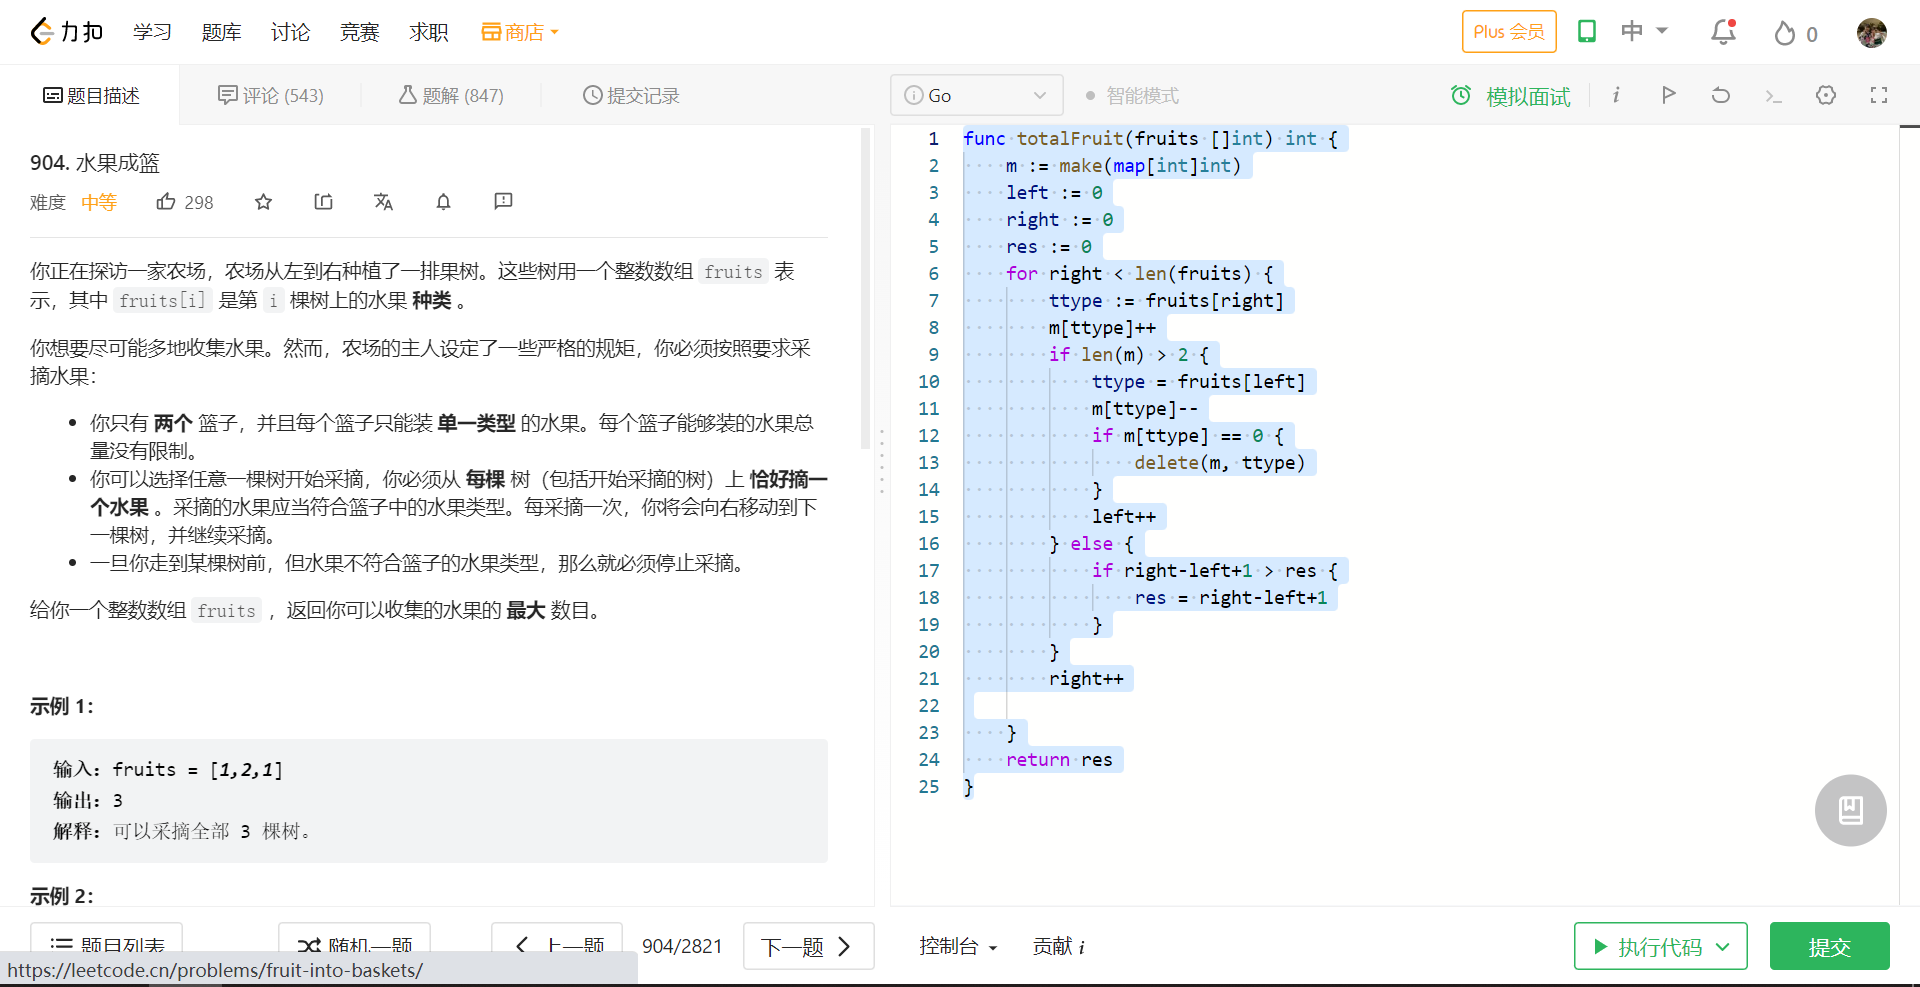 力扣 学习 题库 讨论 竞赛 求职 商店 Plus 会员 中 0
题目描述 评论 (543) 题解 (847) 提交记录 Go 智能模式 模拟面试 i
904. 水果成篮
难度 中等 298
你正在探访一家农场，农场从左到右种植了一排果树。这些树用一个整数数组 fruits 表
示，其中 fruits[i] 是第 i 棵树上的水果 种类 。
你想要尽可能多地收集水果。然而，农场的主人设定了一些严格的规矩，你必须按照要求采
摘水果：
你只有 两个 篮子，并且每个篮子只能装 单一类型 的水果。每个篮子能够装的水果总
量没有限制。
你可以选择任意一棵树开始采摘，你必须从 每棵 树（包括开始采摘的树）上 恰好摘一
个水果 。采摘的水果应当符合篮子中的水果类型。每采摘一次，你将会向右移动到下
一棵树，并继续采摘。
一旦你走到某棵树前，但水果不符合篮子的水果类型，那么就必须停止采摘。
给你一个整数数组 fruits ，返回你可以收集的水果的 最大 数目。
示例 1：
输入：fruits = [1,2,1]
输出：3
解释：可以采摘全部 3 棵树。
示例 2：
1 func totalFruit(fruits []int) int {
2 m := make(map[int]int)
3 left := 0
4 right := 0
5 res := 0
6 for right < len(fruits) {
7 ttype := fruits[right]
8 m[ttype]++
9 if len(m) > 2 {
10 ttype = fruits[left]
11 m[ttype]--
12 if m[ttype] == 0 {
13 delete(m, ttype)
14 }
15 left++
16 } else {
17 if right-left+1 > res {
18 res = right-left+1
19 }
20 }
21 right++
22
23 }
24 return res
25 }
题目列表 随机一题 上一题 904/2821 下一题 控制台 贡献 i 执行代码 提交
https://leetcode.cn/problems/fruit-into-baskets/